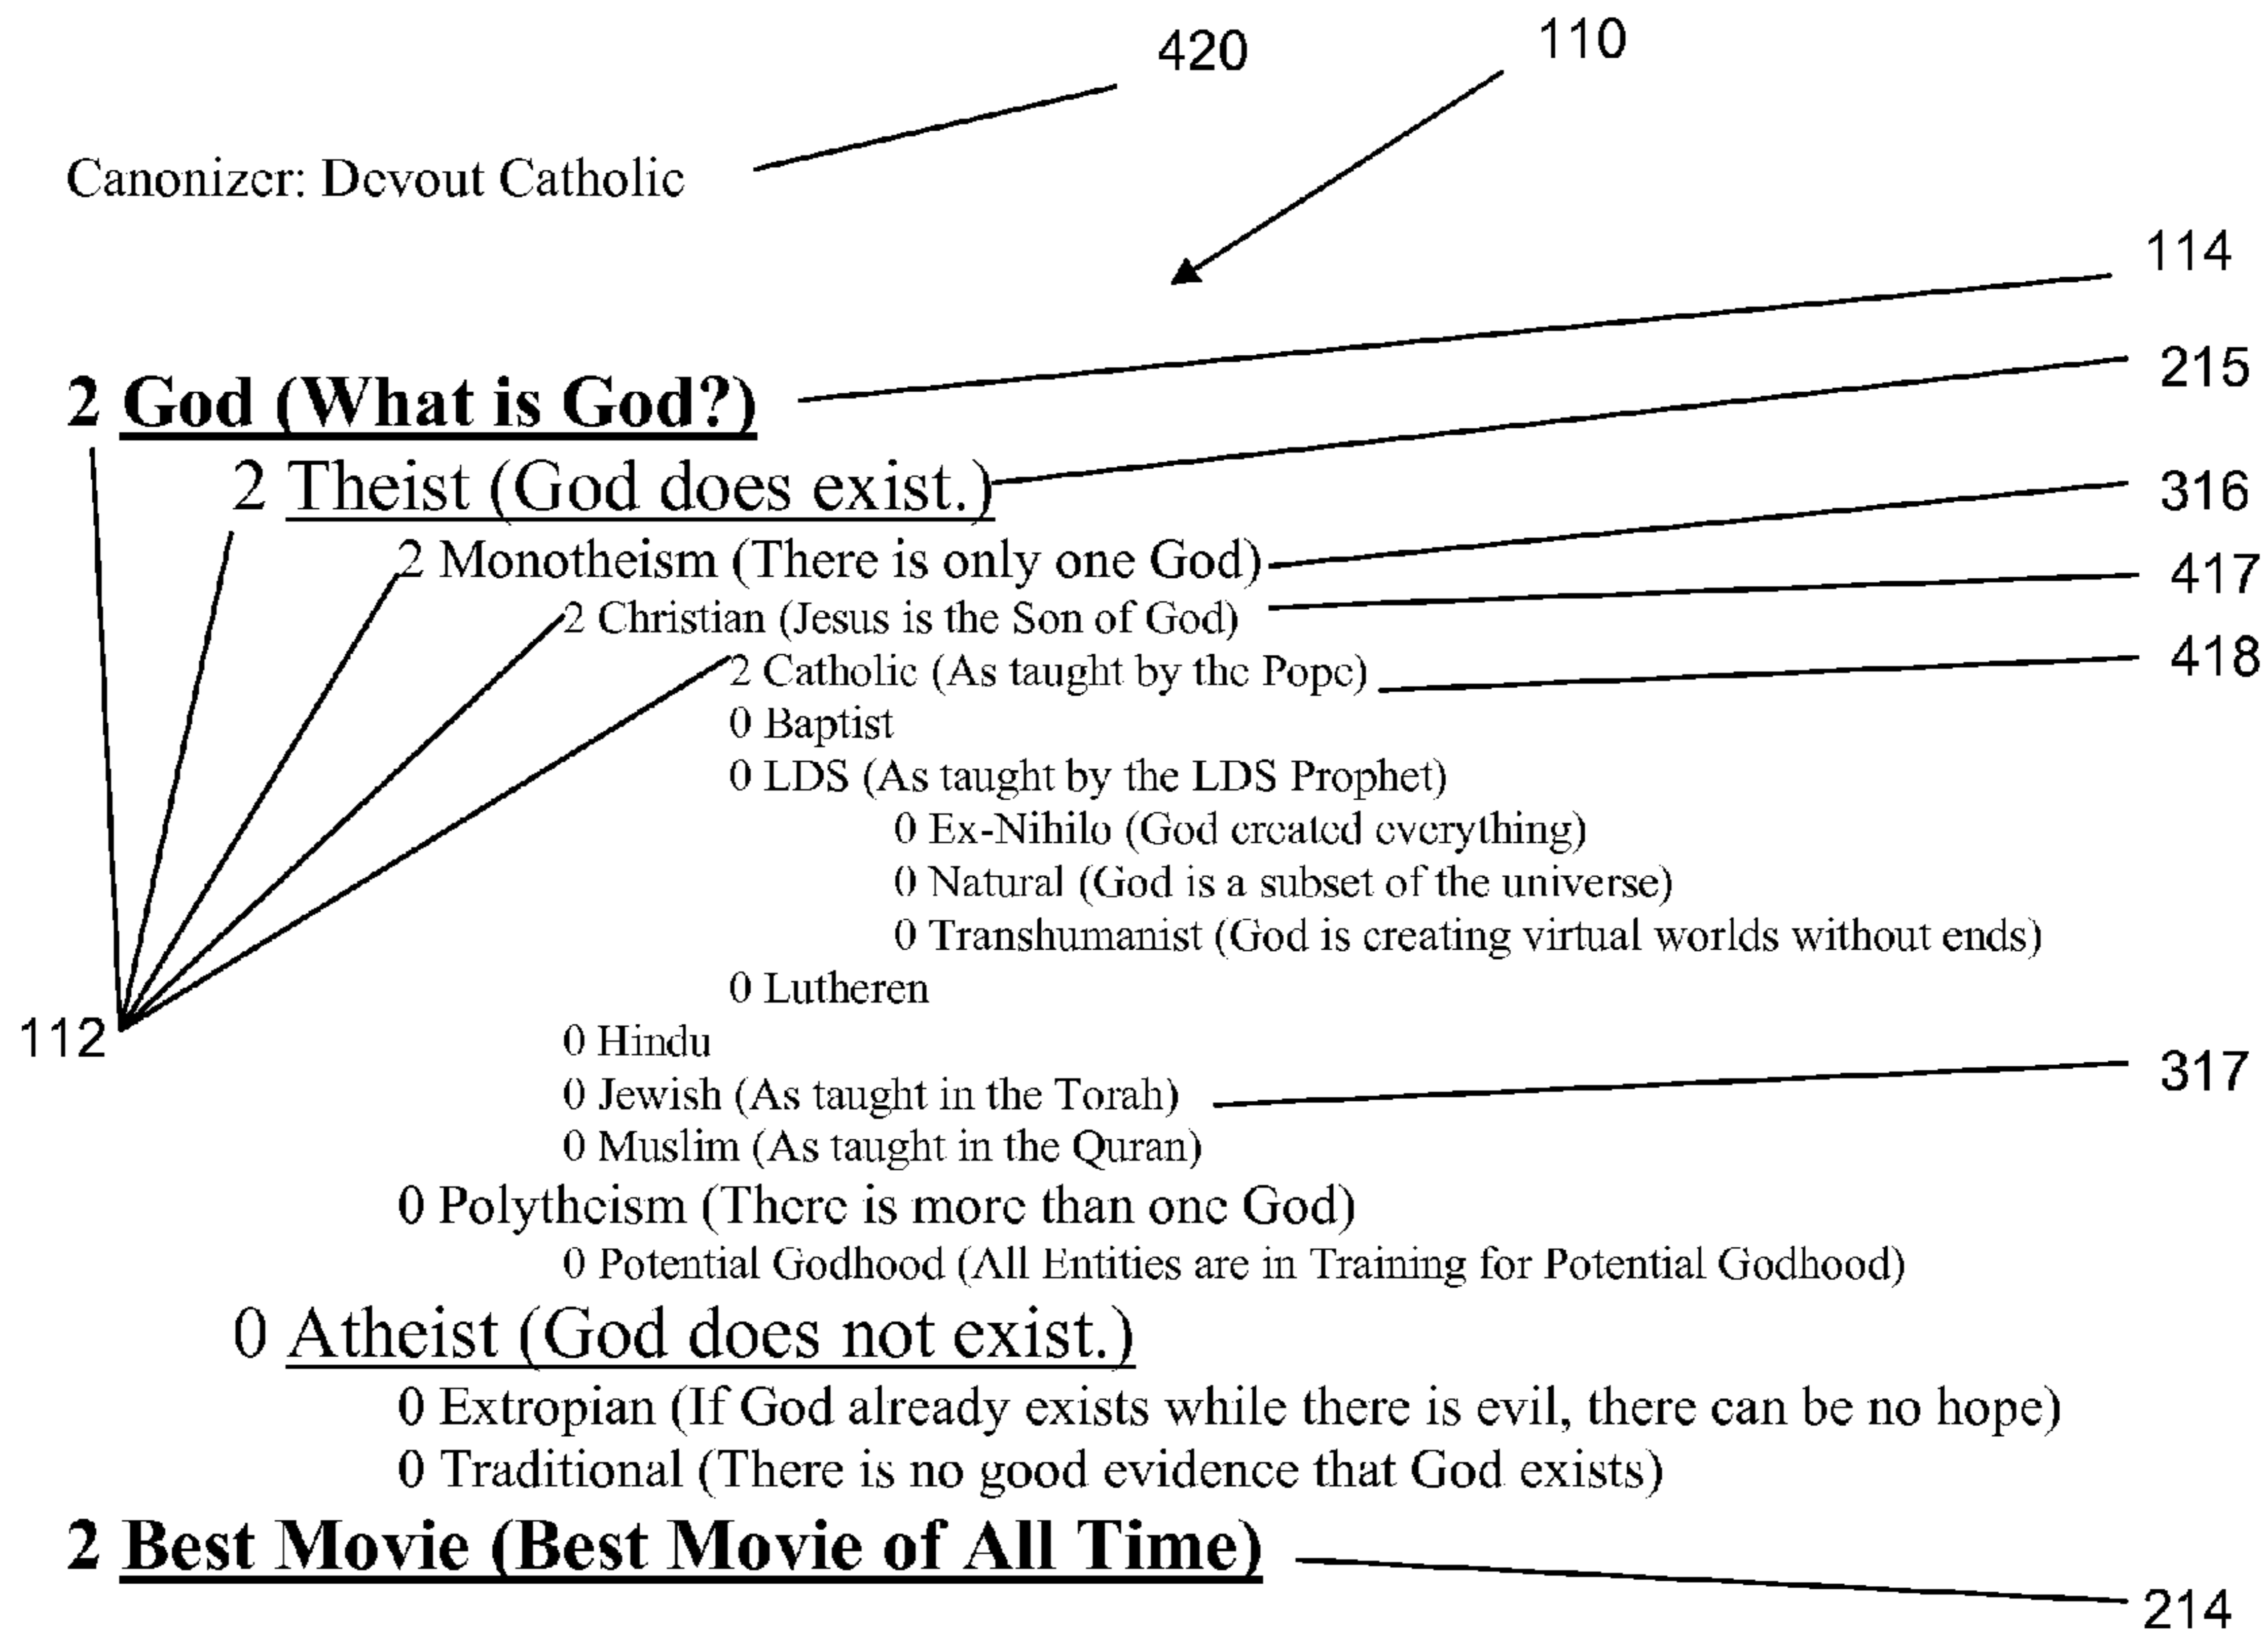 420
110
Canonizer: Devout Catholic
114
2 God (What is God?)
215
2 Theist (God does exist.)
316
2 Monotheism (There is only one God)
417
2 Christian (Jesus is the Son of God)
418
2 Catholic (As taught by the Pope)
0 Baptist
0 LDS (As taught by the LDS Prophet)
0 Ex-Nihilo (God created everything)
0 Natural (God is a subset of the universe)
0 Transhumanist (God is creating virtual worlds without ends)
0 Lutheren
112
0 Hindu
317
0 Jewish (As taught in the Torah)
0 Muslim (As taught in the Quran)
0 Polytheism (There is more than one God)
0 Potential Godhood (All Entities are in Training for Potential Godhood)
0 Atheist (God does not exist.)
0 Extropian (If God already exists while there is evil, there can be no hope)
0 Traditional (There is no good evidence that God exists)
2 Best Movie (Best Movie of All Time)
214